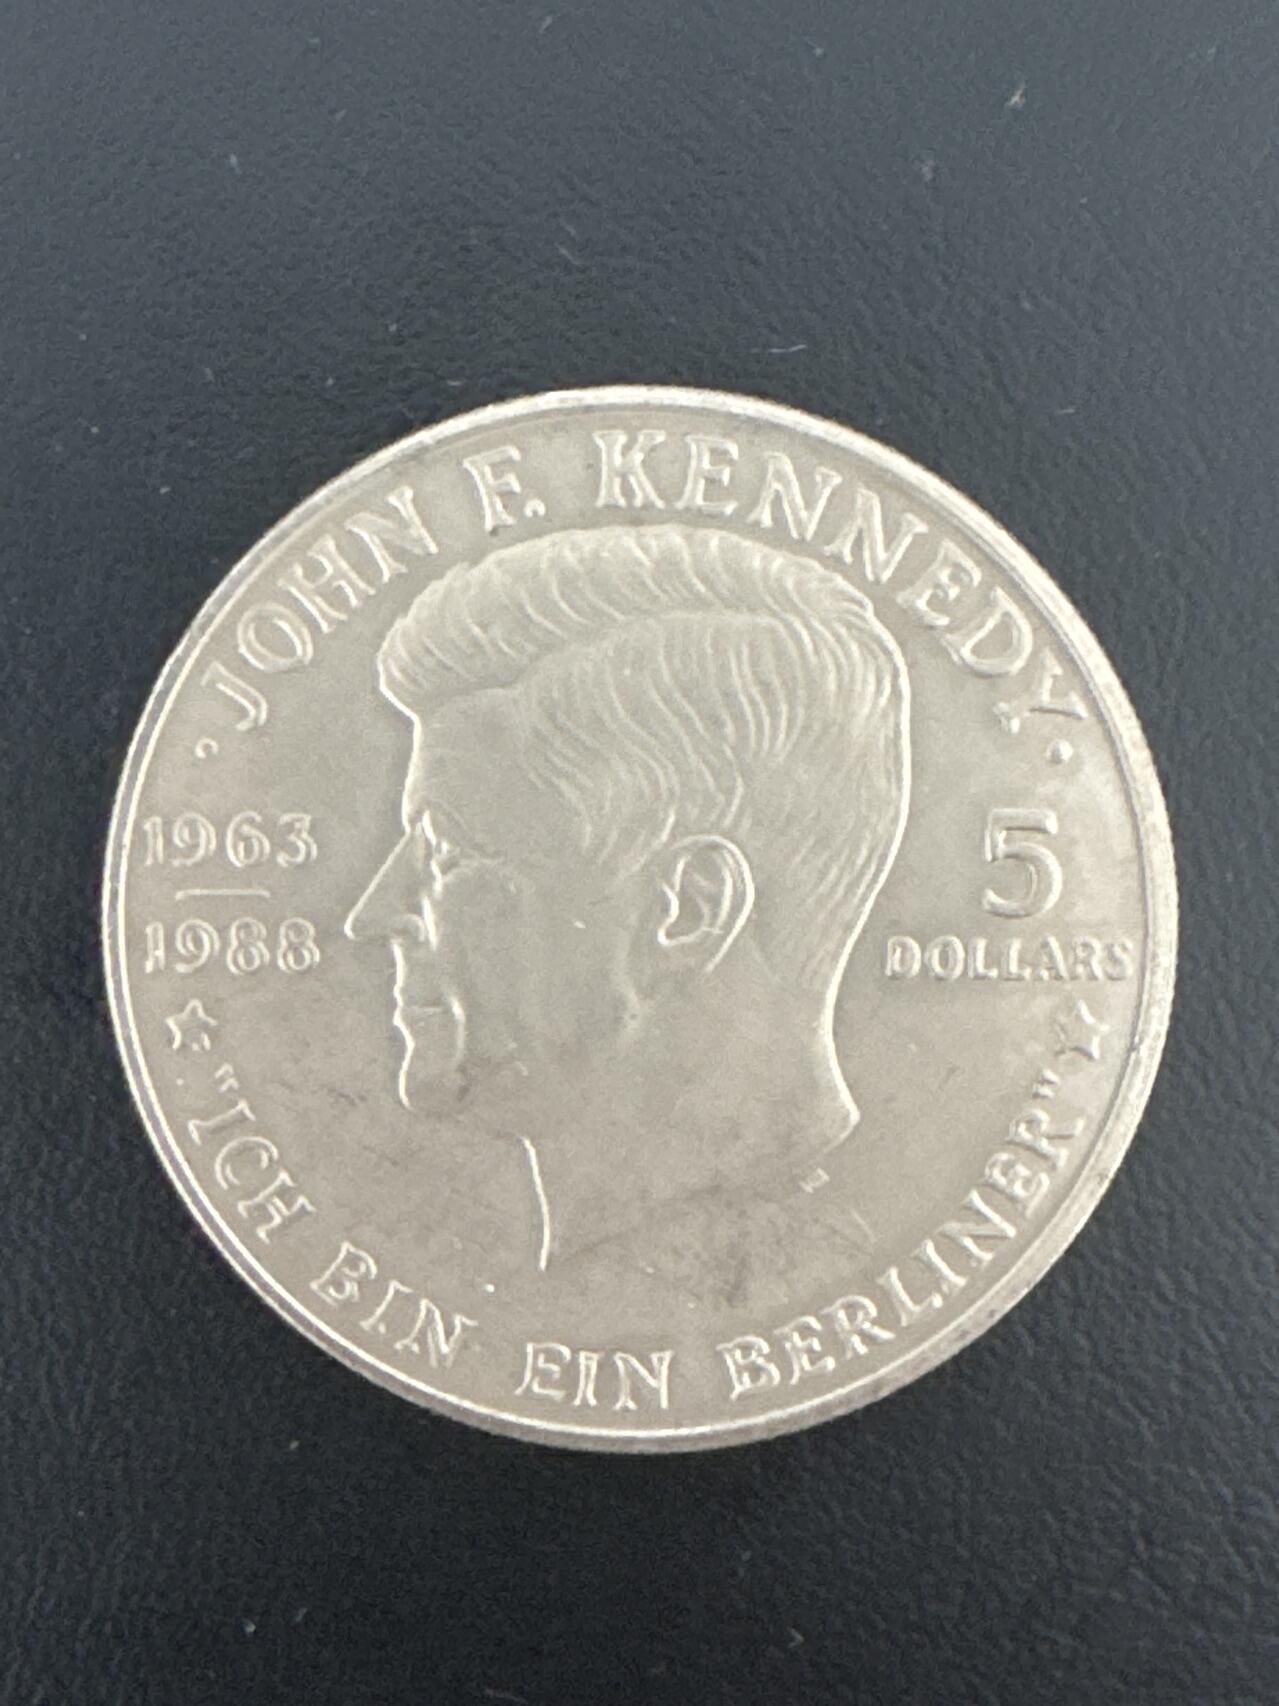 · JOHN F. KENNEDY ·
1963
1988
5
DOLLARS
"ICH BIN EIN BERLINER"